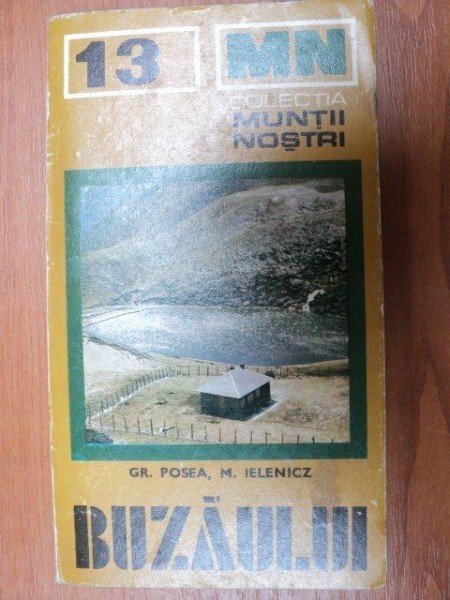 13
MN
COLECȚIA
MUNȚII
NOȘTRI
GR. POSEA, M. IELENICZ
BUZĂULUI